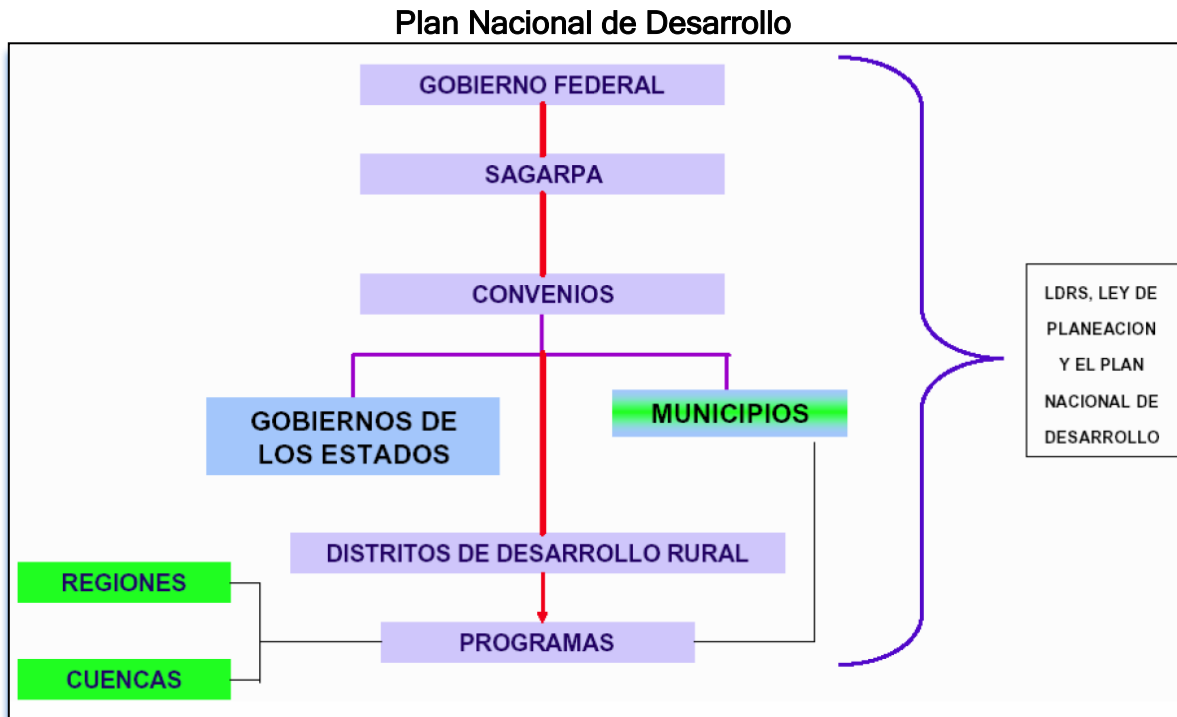 Plan Nacional de Desarrollo
GOBIERNO FEDERAL
SAGARPA
CONVENIOS
GOBIERNOS DE
LOS ESTADOS
MUNICIPIOS
DISTRITOS DE DESARROLLO RURAL
REGIONES
PROGRAMAS
CUENCAS
LDRS, LEY DE
PLANEACION
Y EL PLAN
NACIONAL DE
DESARROLLO